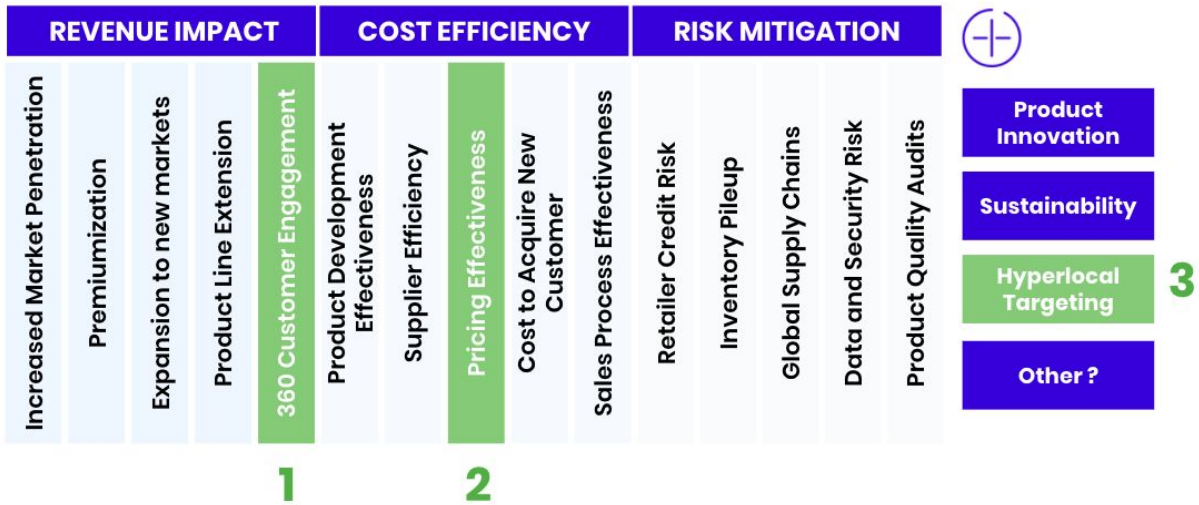 REVENUE IMPACT
COST EFFICIENCY
RISK MITIGATION
Increased Market Penetration
Premiumization
Expansion to new markets
Product Line Extension
360 Customer Engagement
Product Development
Effectiveness
Supplier Efficiency
Pricing Effectiveness
Cost to Acquire New
Customer
Sales Process Effectiveness
Retailer Credit Risk
Inventory Pileup
Global Supply Chains
Data and Security Risk
Product Quality Audits
Product
Innovation
Sustainability
Hyperlocal
Targeting
3
Other ?
1
2